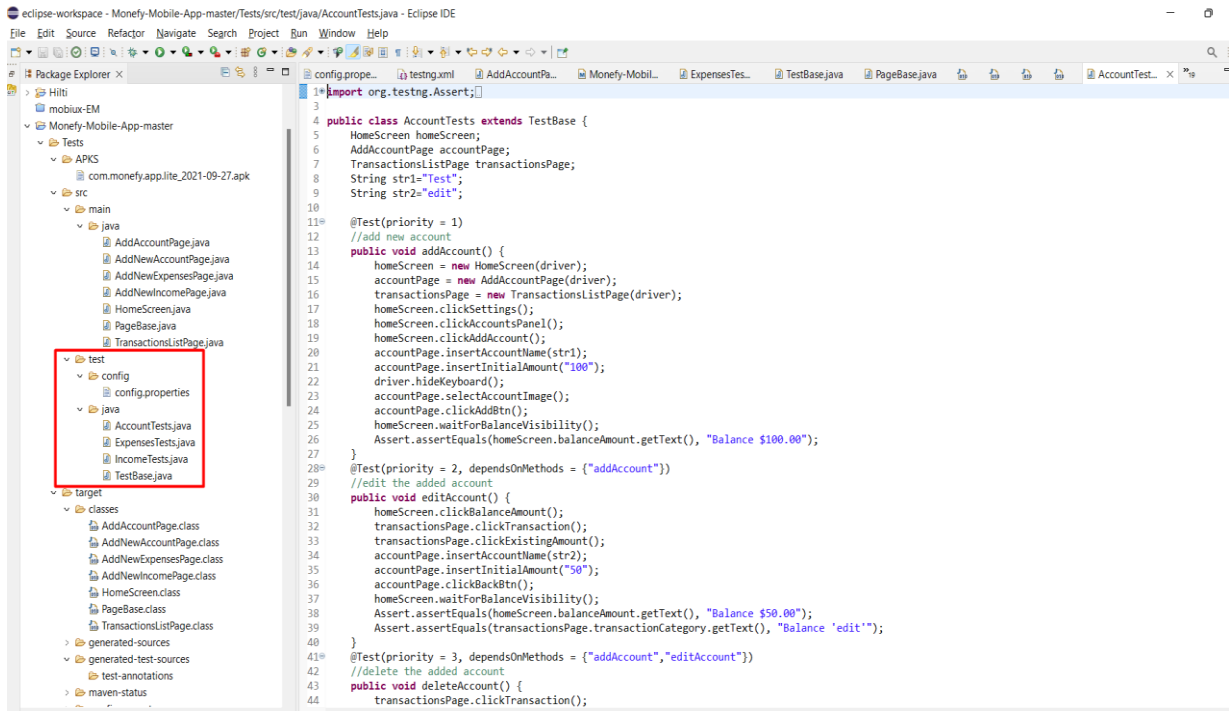 eclipse-workspace - Monefy-Mobile-App-master/Tests/src/test/java/AccountTests.java - Eclipse IDE
File Edit Source Refactor Navigate Search Project Run Window Help
Package Explorer
Hilti
mobiux-EM
Monefy-Mobile-App-master
Tests
APKS
com.monefy.app.lite_2021-09-27.apk
src
main
java
AddAccountPage.java
AddNewAccountPage.java
AddNewExpensesPage.java
AddNewIncomePage.java
HomeScreen.java
PageBase.java
TransactionsListPage.java
test
config
config.properties
java
AccountTests.java
ExpensesTests.java
IncomeTests.java
TestBase.java
target
classes
AddAccountPage.class
AddNewAccountPage.class
AddNewExpensesPage.class
AddNewIncomePage.class
HomeScreen.class
PageBase.class
TransactionsListPage.class
generated-sources
generated-test-sources
test-annotations
maven-status
config.prope... testng.xml AddAccountPa... Monefy-Mobil... ExpensesTes... TestBase.java PageBase.java AccountTest... 19
1 import org.testng.Assert;
3
4 public class AccountTests extends TestBase {
5 HomeScreen homeScreen;
6 AddAccountPage accountPage;
7 TransactionsListPage transactionsPage;
8 String str1="Test";
9 String str2="edit";
10
11 @Test(priority = 1)
12 //add new account
13 public void addAccount() {
14 homeScreen = new HomeScreen(driver);
15 accountPage = new AddAccountPage(driver);
16 transactionsPage = new TransactionsListPage(driver);
17 homeScreen.clickSettings();
18 homeScreen.clickAccountsPanel();
19 homeScreen.clickAddAccount();
20 accountPage.insertAccountName(str1);
21 accountPage.insertInitialAmount("100");
22 driver.hideKeyboard();
23 accountPage.selectAccountImage();
24 accountPage.clickAddBtn();
25 homeScreen.waitForBalanceVisibility();
26 Assert.assertEquals(homeScreen.balanceAmount.getText(), "Balance $100.00");
27 }
28 @Test(priority = 2, dependsOnMethods = {"addAccount"})
29 //edit the added account
30 public void editAccount() {
31 homeScreen.clickBalanceAmount();
32 transactionsPage.clickTransaction();
33 transactionsPage.clickExistingAmount();
34 accountPage.insertAccountName(str2);
35 accountPage.insertInitialAmount("50");
36 accountPage.clickBackBtn();
37 homeScreen.waitForBalanceVisibility();
38 Assert.assertEquals(homeScreen.balanceAmount.getText(), "Balance $50.00");
39 Assert.assertEquals(transactionsPage.transactionCategory.getText(), "Balance 'edit'");
40 }
41 @Test(priority = 3, dependsOnMethods = {"addAccount","editAccount"})
42 //delete the added account
43 public void deleteAccount() {
44 transactionsPage.clickTransaction();